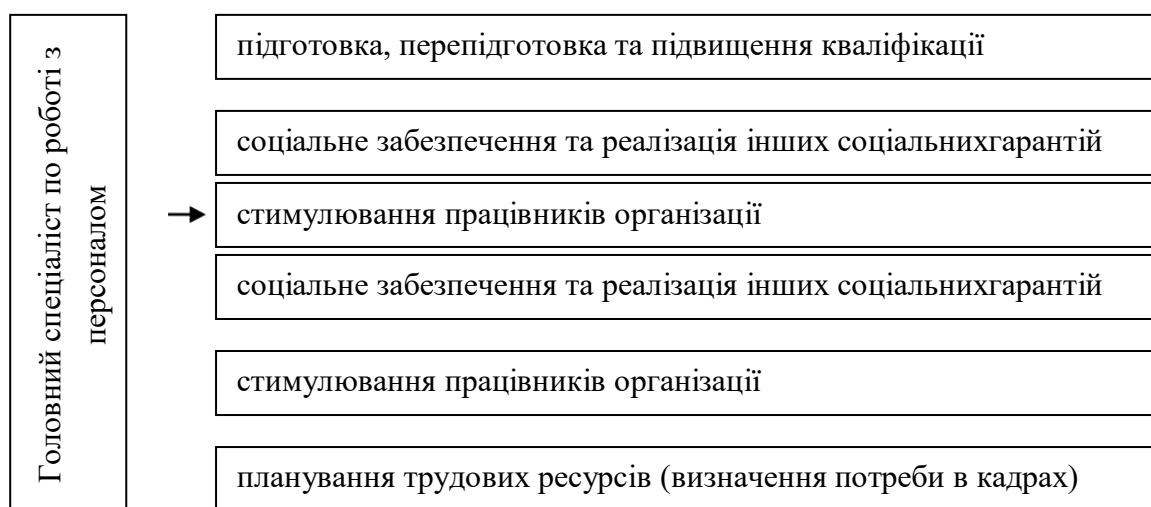 Головний спеціаліст по роботі з
персоналом
підготовка, перепідготовка та підвищення кваліфікації
соціальне забезпечення та реалізація інших соціальнихгарантій
стимулювання працівників організації
соціальне забезпечення та реалізація інших соціальнихгарантій
стимулювання працівників організації
планування трудових ресурсів (визначення потреби в кадрах)